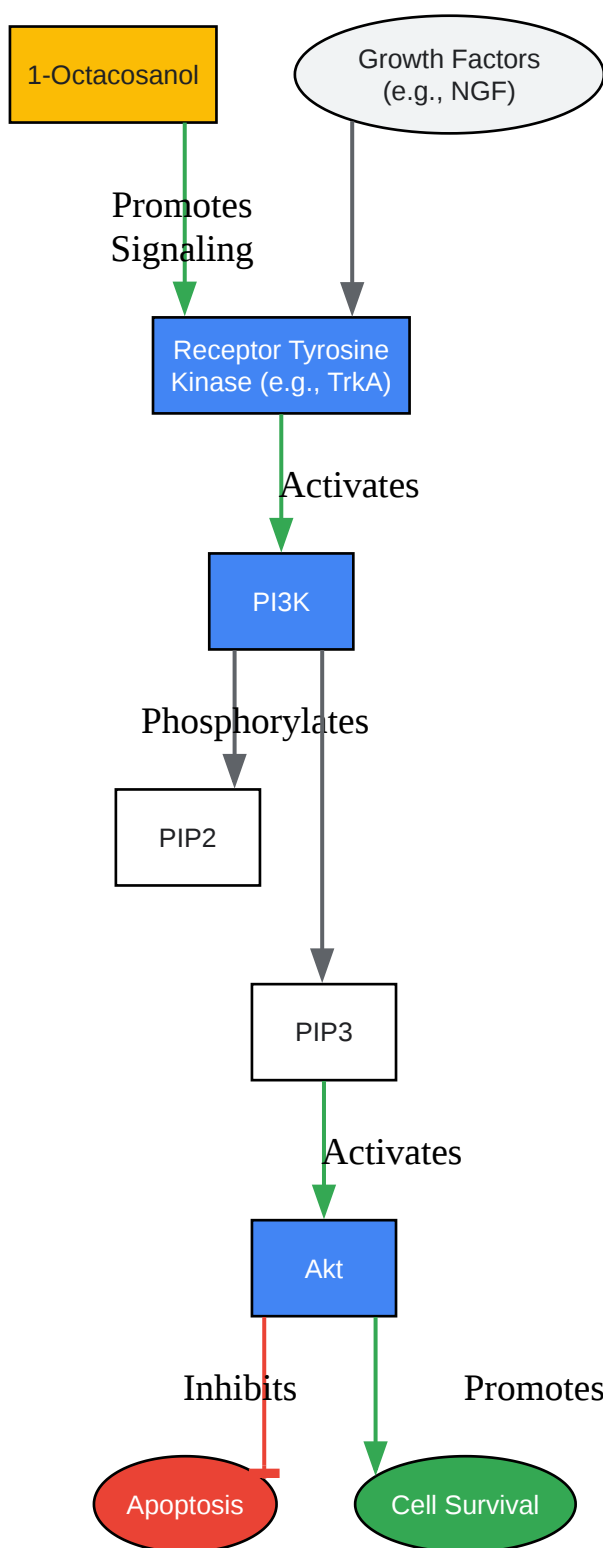 1-Octacosanol
Growth Factors
(e.g., NGF)
Promotes
Signaling
Receptor Tyrosine
Kinase (e.g., TrkA)
Activates
PI3K
Phosphorylates
PIP2
PIP3
Activates
Akt
Inhibits
Promotes
Apoptosis
Cell Survival